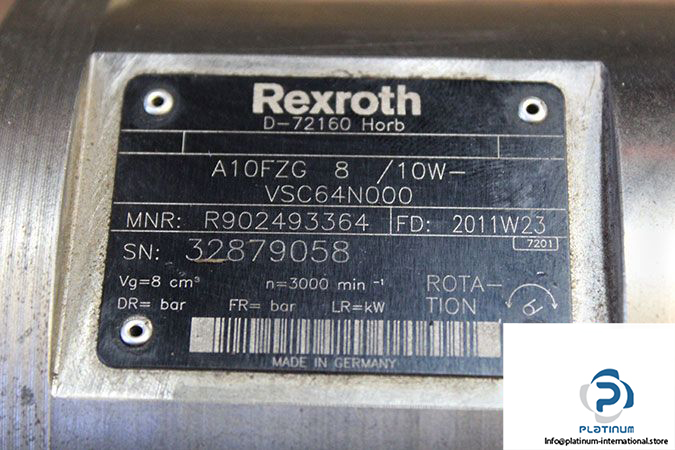 Rexroth
D-72160 Horb
A10FZG 8 /10W-
VSC64N000
MNR: R902493364 FD: 2011W23
7201
SN: 32879058
Vg=8 cm³ n=3000 min⁻¹ ROTA-
DR= bar FR= bar LR=kW TION
MADE IN GERMANY
PLATINUM
Info@platinum-international.store